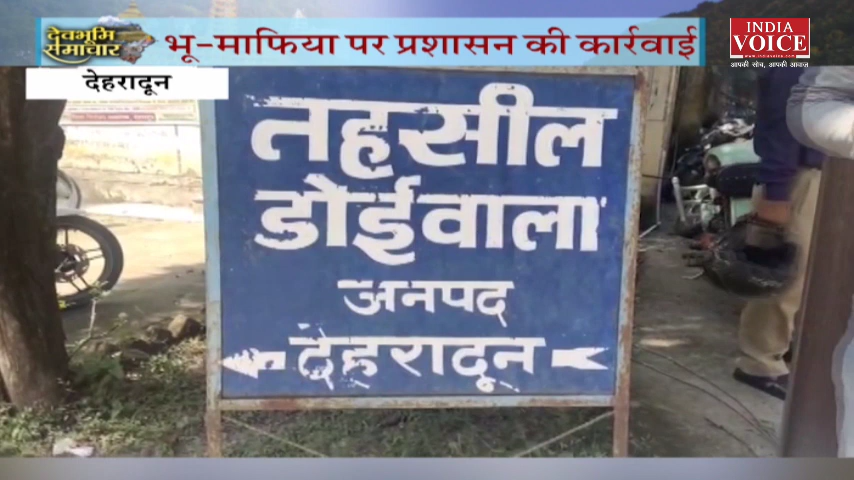 देवभूमि
समाचार
भू-माफिया पर प्रशासन की कार्रवाई
INDIA
VOICE
आपकी सोच, आपकी आवाज़
देहरादून
तहसील
डोईवाला
जनपद
देहरादून